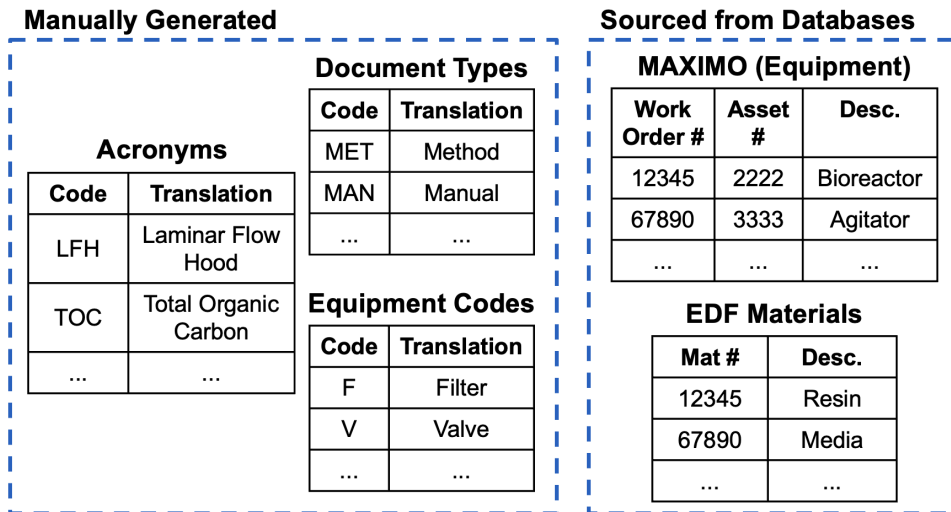 Manually Generated
Acronyms
Code Translation
LFH Laminar Flow
Hood
TOC Total Organic
Carbon
... ...
Document Types
Code Translation
MET Method
MAN Manual
... ...
Equipment Codes
Code Translation
F Filter
V Valve
... ...
Sourced from Databases
MAXIMO (Equipment)
Work Asset Desc.
Order # #
12345 2222 Bioreactor
67890 3333 Agitator
... ... ...
EDF Materials
Mat # Desc.
12345 Resin
67890 Media
... ...